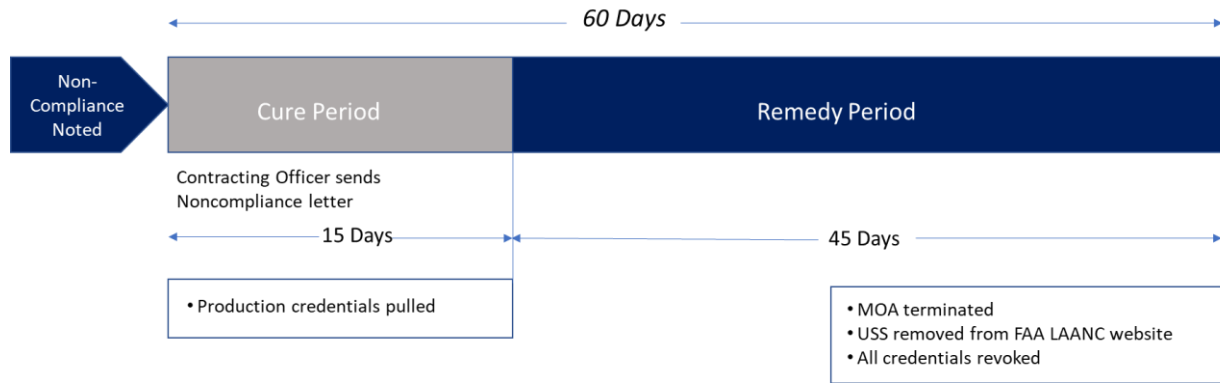 60 Days
Non-
Compliance
Noted
Cure Period
Remedy Period
Contracting Officer sends
Noncompliance letter
15 Days
45 Days
• Production credentials pulled
• MOA terminated
• USS removed from FAA LAANC website
• All credentials revoked